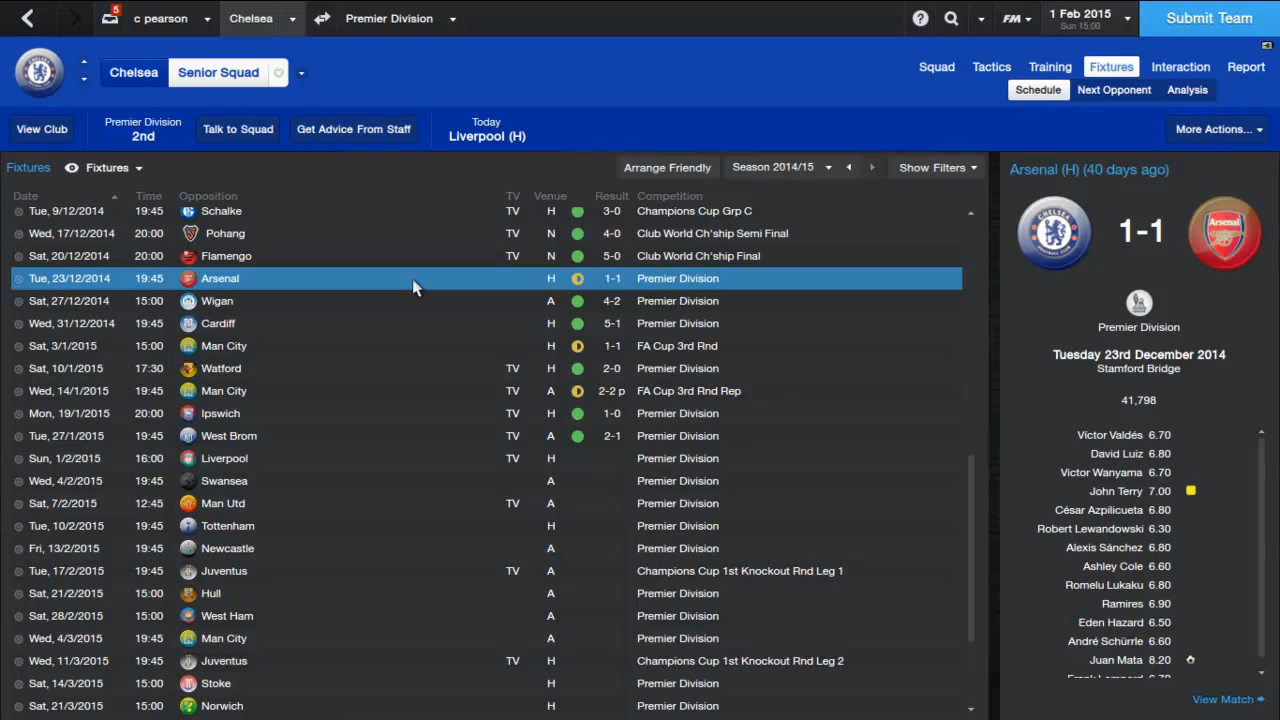 5 c pearson Chelsea Premier Division FM 1 Feb 2015 Sun 15:00 Submit Team
Chelsea Senior Squad Squad Tactics Training Fixtures Interaction Report
Schedule Next Opponent Analysis
View Club Premier Division 2nd Talk to Squad Get Advice From Staff Today Liverpool (H) More Actions...
Fixtures Fixtures Arrange Friendly Season 2014/15 Show Filters
Date Time Opposition TV Venue Result Competition
Tue, 9/12/2014 19:45 Schalke TV H 3-0 Champions Cup Grp C
Wed, 17/12/2014 20:00 Pohang TV N 4-0 Club World Ch'ship Semi Final
Sat, 20/12/2014 20:00 Flamengo TV N 5-0 Club World Ch'ship Final
Tue, 23/12/2014 19:45 Arsenal H 1-1 Premier Division
Sat, 27/12/2014 15:00 Wigan A 4-2 Premier Division
Wed, 31/12/2014 19:45 Cardiff H 5-1 Premier Division
Sat, 3/1/2015 15:00 Man City H 1-1 FA Cup 3rd Rnd
Sat, 10/1/2015 17:30 Watford TV H 2-0 Premier Division
Wed, 14/1/2015 19:45 Man City TV A 2-2 p FA Cup 3rd Rnd Rep
Mon, 19/1/2015 20:00 Ipswich TV H 1-0 Premier Division
Tue, 27/1/2015 19:45 West Brom TV A 2-1 Premier Division
Sun, 1/2/2015 16:00 Liverpool TV H Premier Division
Wed, 4/2/2015 19:45 Swansea A Premier Division
Sat, 7/2/2015 12:45 Man Utd TV A Premier Division
Tue, 10/2/2015 19:45 Tottenham H Premier Division
Fri, 13/2/2015 19:45 Newcastle A Premier Division
Tue, 17/2/2015 19:45 Juventus TV A Champions Cup 1st Knockout Rnd Leg 1
Sat, 21/2/2015 15:00 Hull A Premier Division
Sat, 28/2/2015 15:00 West Ham A Premier Division
Wed, 4/3/2015 19:45 Man City A Premier Division
Wed, 11/3/2015 19:45 Juventus TV H Champions Cup 1st Knockout Rnd Leg 2
Sat, 14/3/2015 15:00 Stoke H Premier Division
Sat, 21/3/2015 15:00 Norwich H Premier Division
Arsenal (H) (40 days ago)
1-1
Arsenal
Premier Division
Tuesday 23rd December 2014
Stamford Bridge
41,798
Víctor Valdés 6.70
David Luiz 6.80
Victor Wanyama 6.70
John Terry 7.00
César Azpilicueta 6.80
Robert Lewandowski 6.30
Alexis Sánchez 6.80
Ashley Cole 6.60
Romelu Lukaku 6.80
Ramires 6.90
Eden Hazard 6.50
André Schürrle 6.60
Juan Mata 8.20
Frank Lampard 6.70
View Match